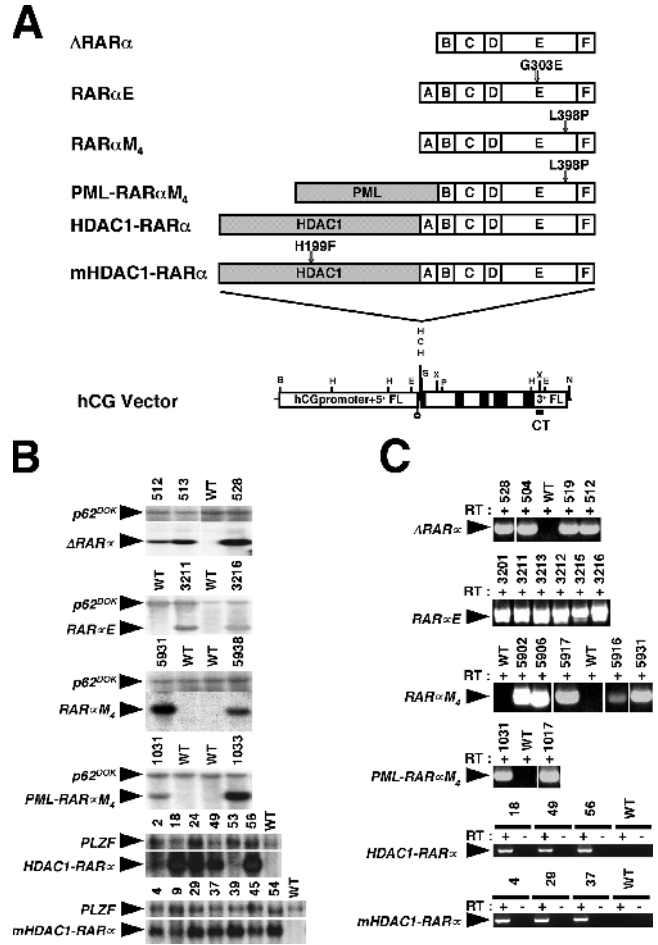 A
ΔRARα
B C D E F
G303E
RARαE
A B C D E F
L398P
RARαM4
A B C D E F
L398P
PML-RARαM4
PML B C D E F
HDAC1-RARα
HDAC1 A B C D E F
H199F
mHDAC1-RARα
HDAC1 A B C D E F
H
C
H
B H H E S X P H X E N
hCG Vector
hCGpromoter+5' FL
3' FL
CT
B
512 513 WT 528
p62DOK
ΔRARα
WT 3211 WT 3216
p62DOK
RARαE
5931 WT WT 5938
p62DOK
RARαM4
1031 WT WT 1033
p62DOK
PML-RARαM4
2 18 24 49 53 56 WT
PLZF
HDAC1-RARα
4 9 29 37 39 45 54 WT
PLZF
mHDAC1-RARα
C
528 504 WT 519 512
RT : + + + + +
ΔRARα
3201 3211 3213 3212 3215 3216
RT : + + + + + +
RARαE
WT 5902 5906 5917 WT 5916 5931
RT : + + + + + + +
RARαM4
1031 WT 1017
RT : + + +
PML-RARαM4
18 49 56 WT
RT : + - + - + - + -
HDAC1-RARα
4 29 37 WT
RT : + - + - + - + -
mHDAC1-RARα